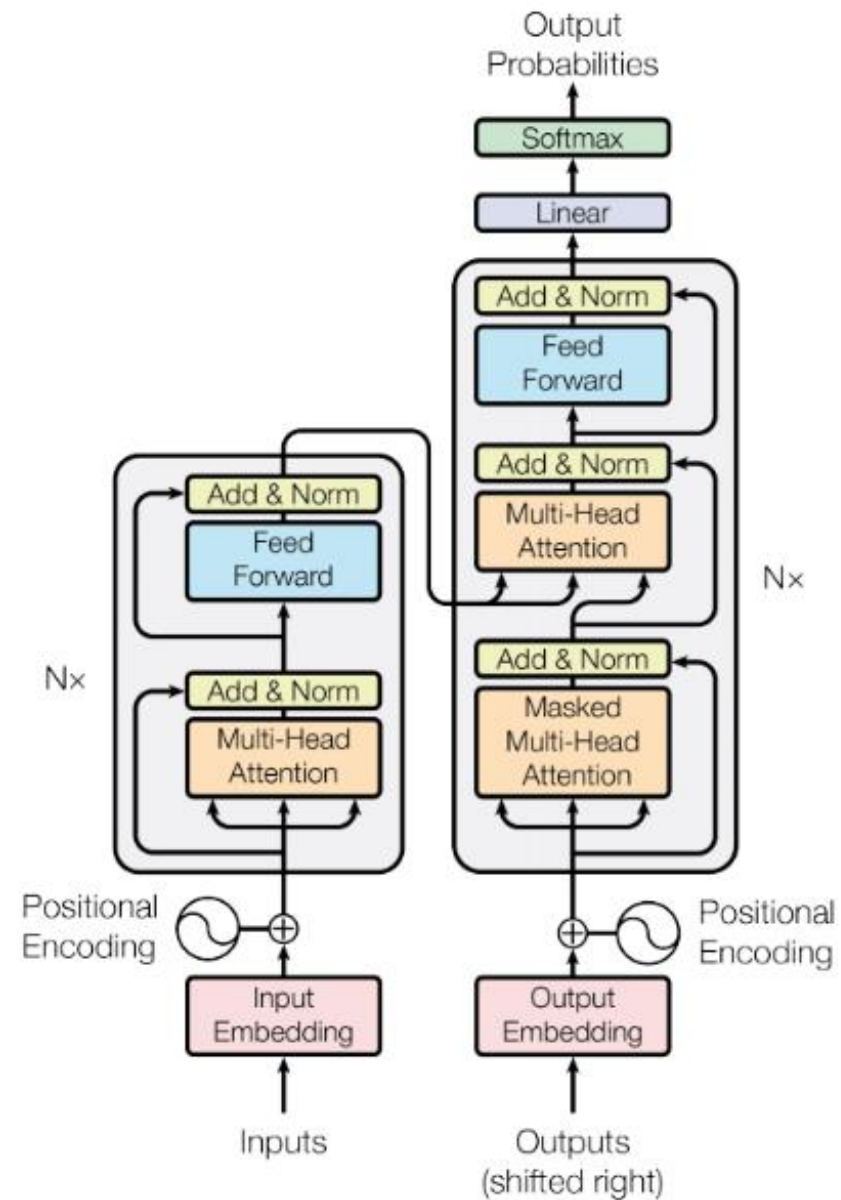 Output
Probabilities
Softmax
Linear
Add & Norm
Feed
Forward
Add & Norm
Multi-Head
Attention
Nx
Add & Norm
Masked
Multi-Head
Attention
Add & Norm
Feed
Forward
Nx
Add & Norm
Multi-Head
Attention
Positional
Encoding
Positional
Encoding
Input
Embedding
Output
Embedding
Inputs
Outputs
(shifted right)